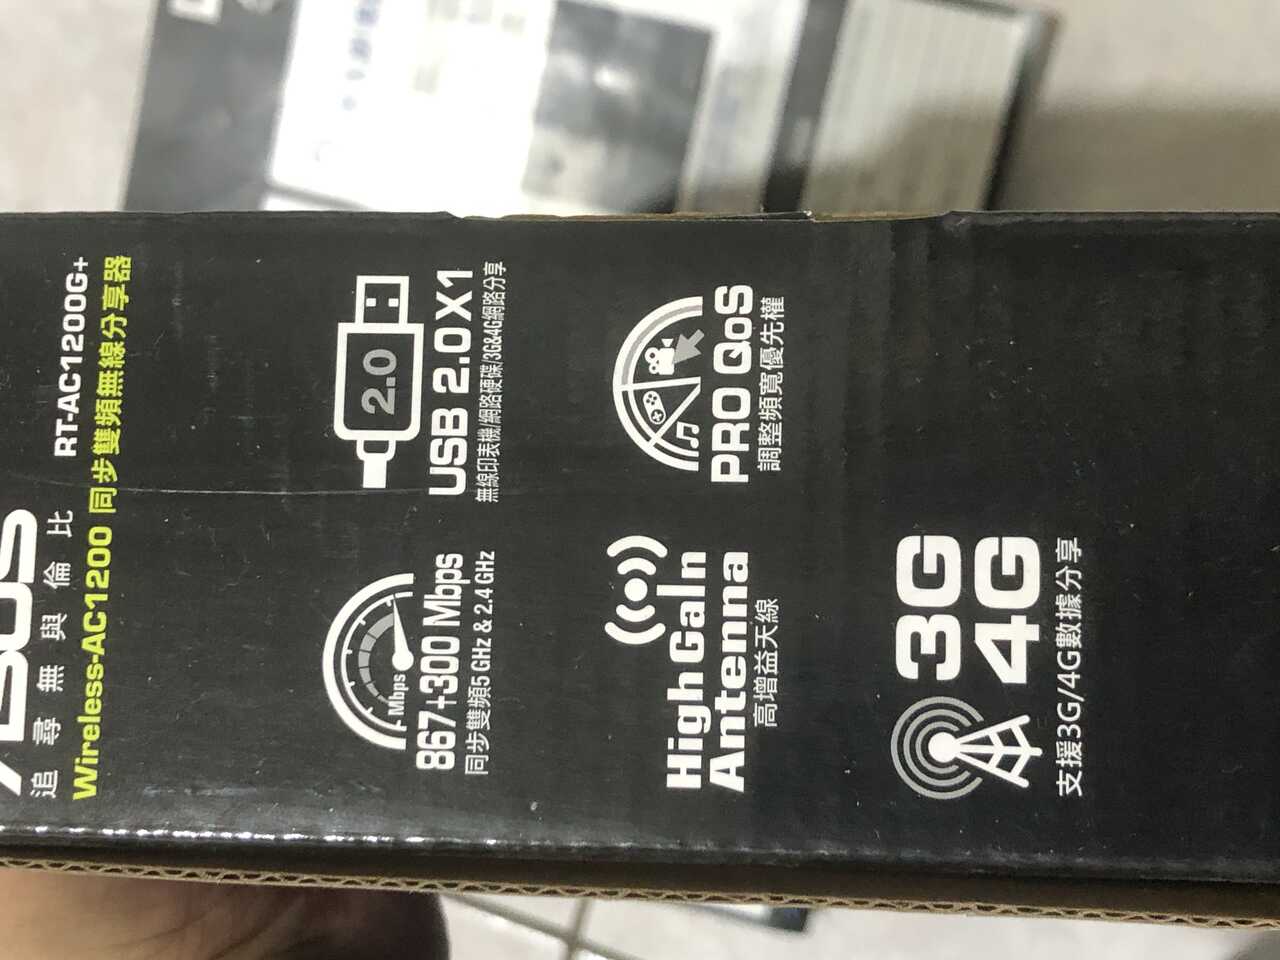 追尋無與倫比
RT-AC1200G+
Wireless-AC1200 同步雙頻無線分享器
Mbps
867+300 Mbps
同步雙頻5 GHz & 2.4 GHz
2.0
USB 2.0X1
無線印表機/網路硬碟/3G&4G網路分享
High GaIn
Antenna
高增益天線
PRO QoS
調整頻寬優先權
3G
4G
支援3G/4G數據分享